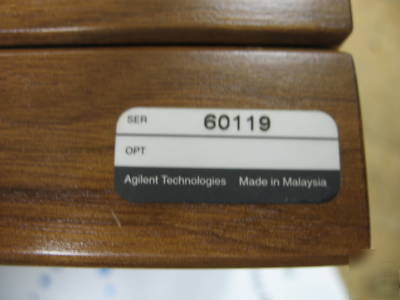 SER 60119
OPT
Agilent Technologies Made in Malaysia